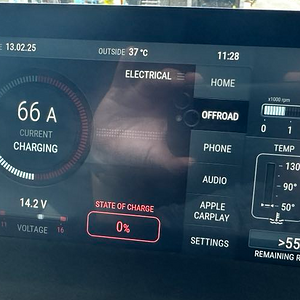 13.02.25
OUTSIDE 37 °C
11:28
ELECTRICAL
66 A
CURRENT
CHARGING
14.2 V
11
16
VOLTAGE
STATE OF CHARGE
0%
HOME
OFFROAD
PHONE
AUDIO
APPLE
CARPLAY
SETTINGS
x1000 rpm
0 1
TEMP
130
90°
50°
>55
REMAINING R